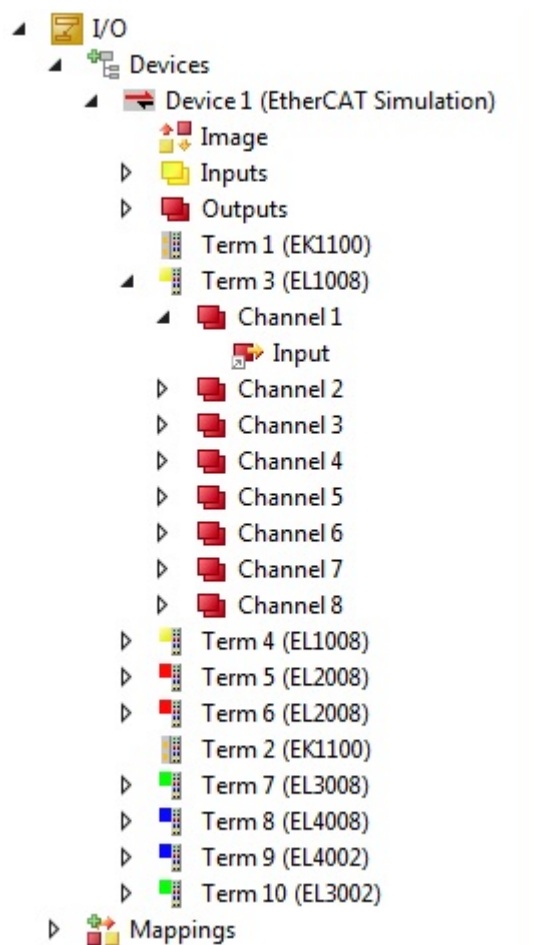 I/O
Devices
Device 1 (EtherCAT Simulation)
Image
Inputs
Outputs
Term 1 (EK1100)
Term 3 (EL1008)
Channel 1
Input
Channel 2
Channel 3
Channel 4
Channel 5
Channel 6
Channel 7
Channel 8
Term 4 (EL1008)
Term 5 (EL2008)
Term 6 (EL2008)
Term 2 (EK1100)
Term 7 (EL3008)
Term 8 (EL4008)
Term 9 (EL4002)
Term 10 (EL3002)
Mappings